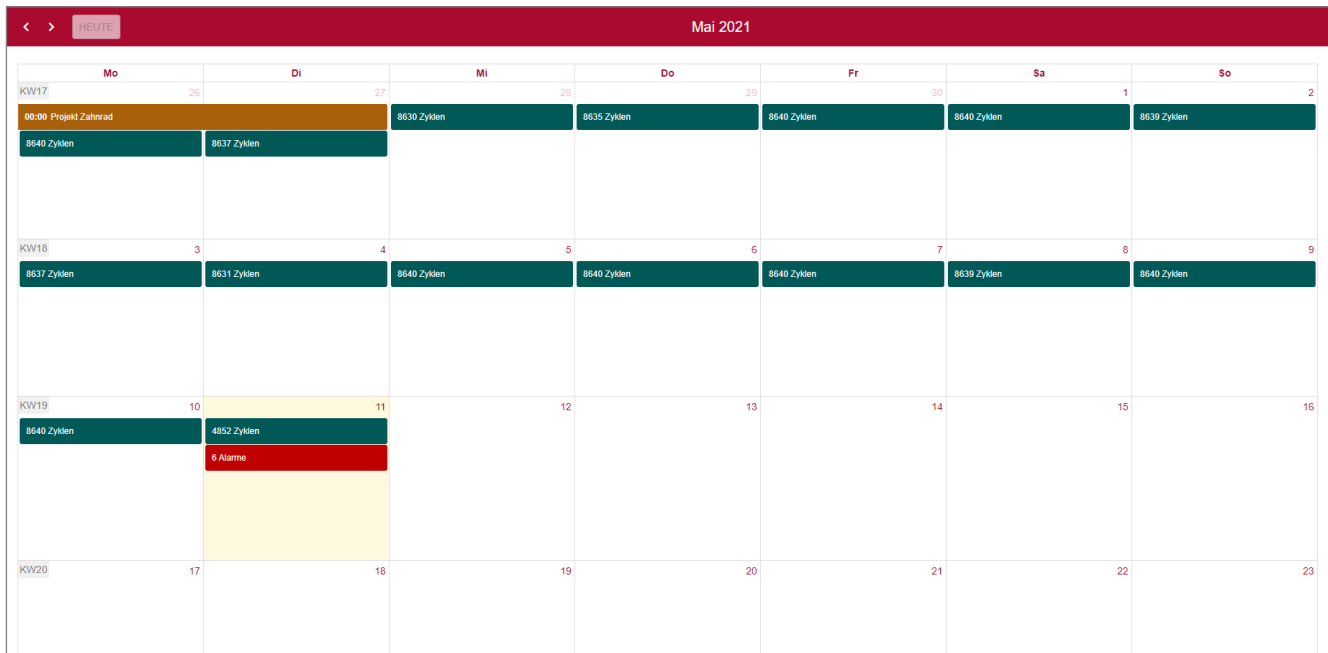 HEUTE
Mai 2021
Mo Di Mi Do Fr Sa So
KW17 26 27 28 29 30 1 2
00:00 Projekt Zahnrad 8630 Zyklen 8635 Zyklen 8640 Zyklen 8640 Zyklen 8639 Zyklen
8640 Zyklen 8637 Zyklen
KW18 3 4 5 6 7 8 9
8637 Zyklen 8631 Zyklen 8640 Zyklen 8640 Zyklen 8640 Zyklen 8639 Zyklen 8640 Zyklen
KW19 10 11 12 13 14 15 16
8640 Zyklen 4852 Zyklen
6 Alarme
KW20 17 18 19 20 21 22 23